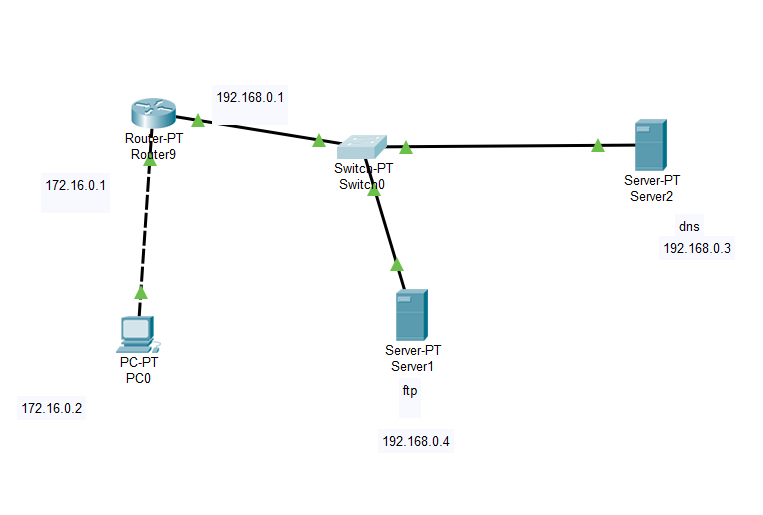 192.168.0.1
Router-PT
Router9
Switch-PT
Switch0
172.16.0.1
Server-PT
Server2
dns
192.168.0.3
PC-PT
PC0
172.16.0.2
Server-PT
Server1
ftp
192.168.0.4